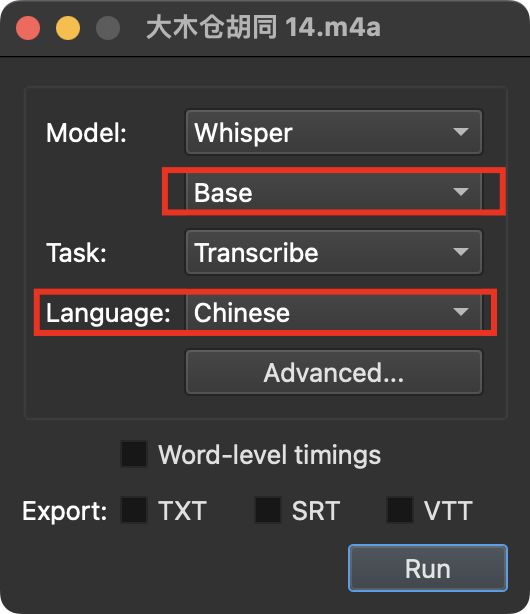 大木仓胡同 14.m4a
Model: Whisper
Base
Task: Transcribe
Language: Chinese
Advanced...
Word-level timings
Export: TXT SRT VTT
Run